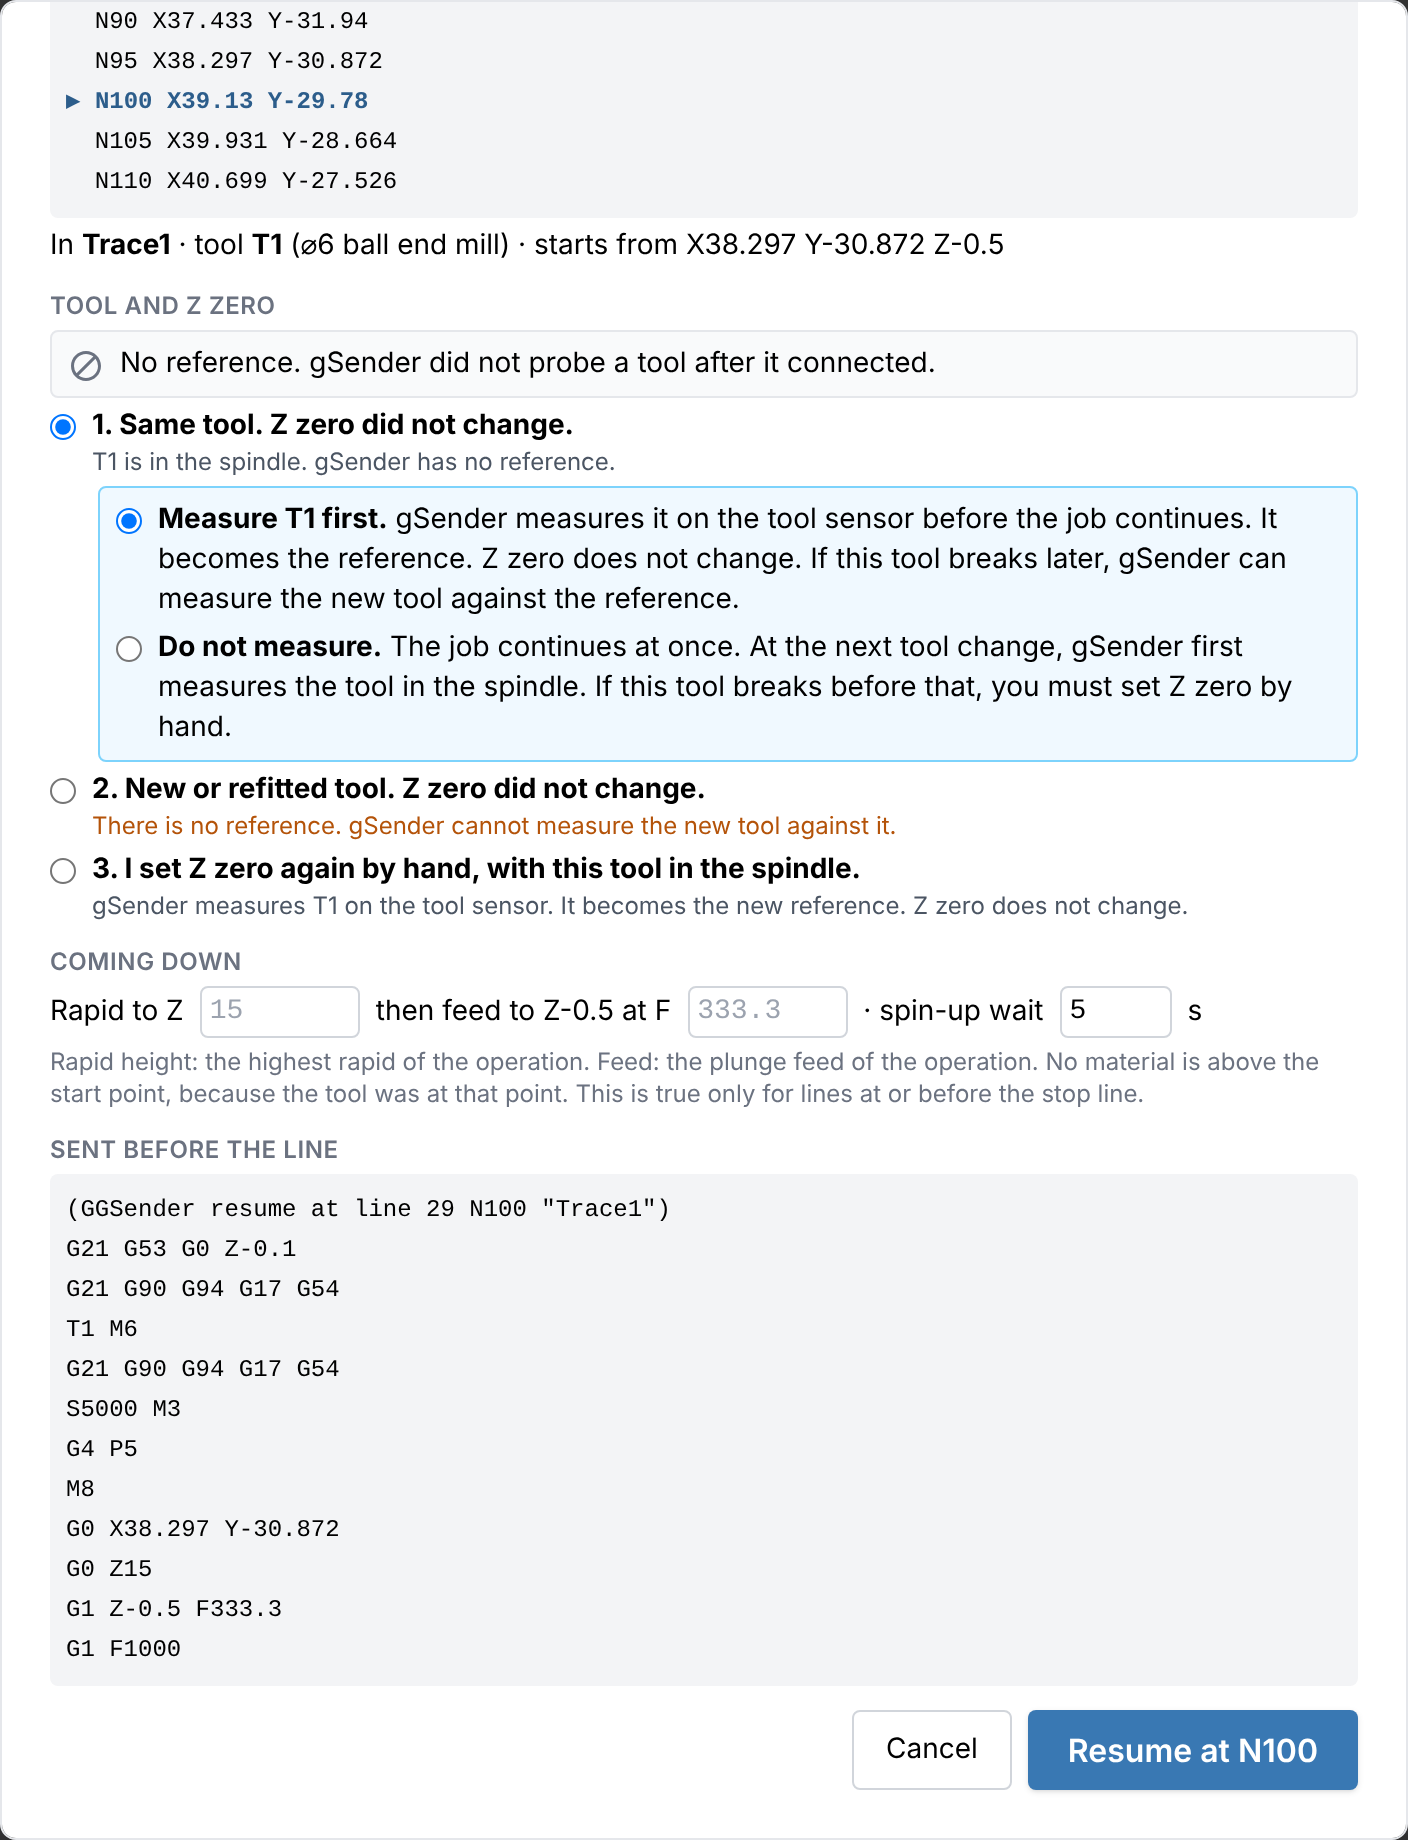 N90 X37.433 Y-31.94
N95 X38.297 Y-30.872
▶ N100 X39.13 Y-29.78
N105 X39.931 Y-28.664
N110 X40.699 Y-27.526
In Trace1 · tool T1 (⌀6 ball end mill) · starts from X38.297 Y-30.872 Z-0.5
TOOL AND Z ZERO
No reference. gSender did not probe a tool after it connected.
1. Same tool. Z zero did not change.
T1 is in the spindle. gSender has no reference.
Measure T1 first. gSender measures it on the tool sensor before the job continues. It
becomes the reference. Z zero does not change. If this tool breaks later, gSender can
measure the new tool against the reference.
Do not measure. The job continues at once. At the next tool change, gSender first
measures the tool in the spindle. If this tool breaks before that, you must set Z zero by
hand.
2. New or refitted tool. Z zero did not change.
There is no reference. gSender cannot measure the new tool against it.
3. I set Z zero again by hand, with this tool in the spindle.
gSender measures T1 on the tool sensor. It becomes the new reference. Z zero does not change.
COMING DOWN
Rapid to Z 15 then feed to Z-0.5 at F 333.3 · spin-up wait 5 s
Rapid height: the highest rapid of the operation. Feed: the plunge feed of the operation. No material is above the
start point, because the tool was at that point. This is true only for lines at or before the stop line.
SENT BEFORE THE LINE
(GGSender resume at line 29 N100 "Trace1")
G21 G53 G0 Z-0.1
G21 G90 G94 G17 G54
T1 M6
G21 G90 G94 G17 G54
S5000 M3
G4 P5
M8
G0 X38.297 Y-30.872
G0 Z15
G1 Z-0.5 F333.3
G1 F1000
Cancel
Resume at N100